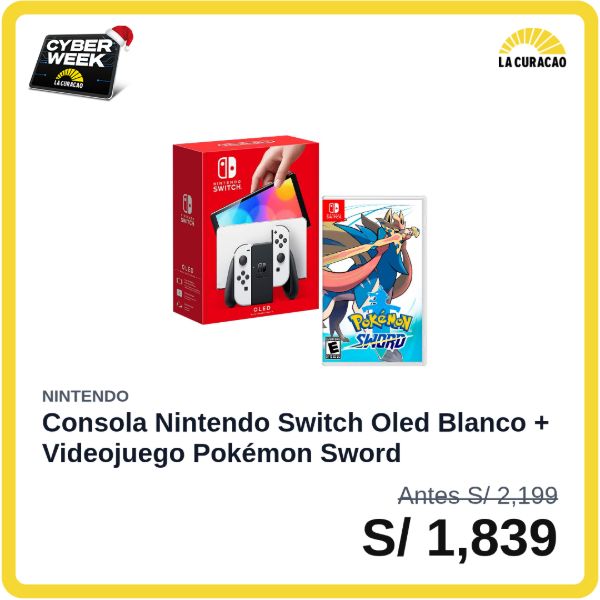 CYBER
WEEK
LA CURACAO
LA CURACAO
NINTENDO
SWITCH
OLED
OLED
Pokémon
SWORD
E
NINTENDO
Consola Nintendo Switch Oled Blanco +
Videojuego Pokémon Sword
Antes S/ 2,199
S/ 1,839